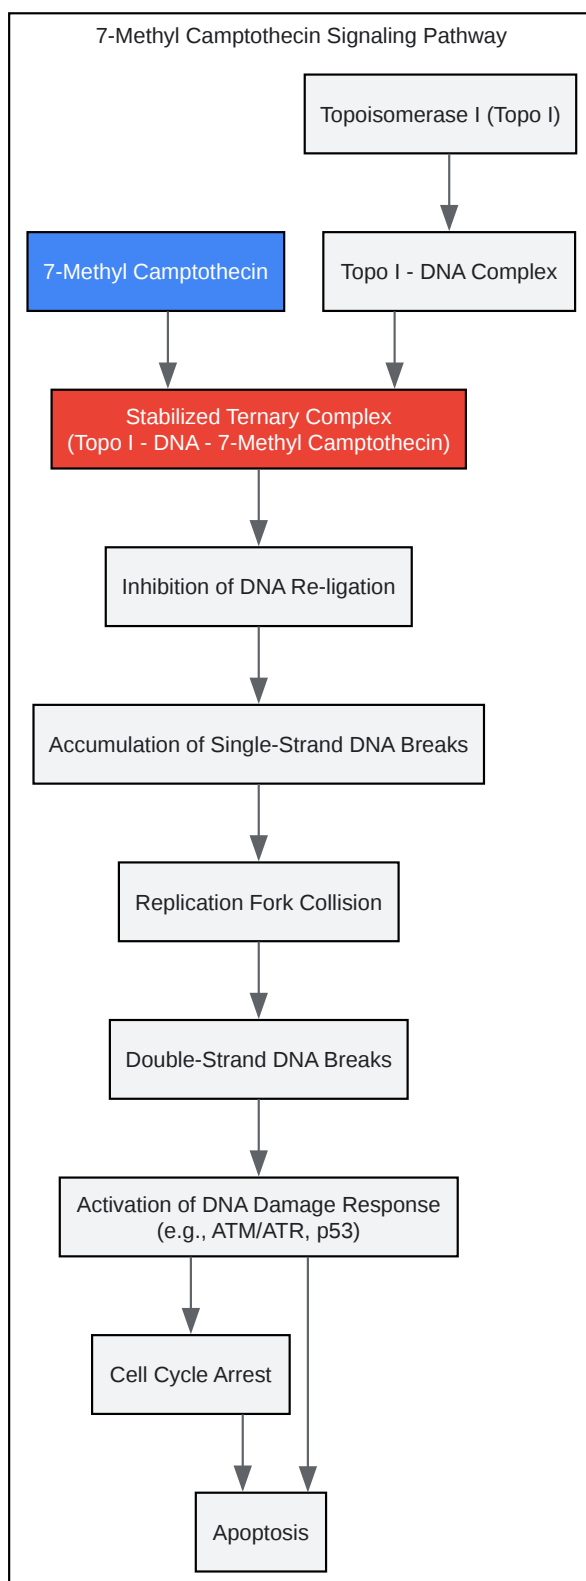 7-Methyl Camptothecin Signaling Pathway
Topoisomerase I (Topo I)
7-Methyl Camptothecin
Topo I - DNA Complex
Stabilized Ternary Complex
(Topo I - DNA - 7-Methyl Camptothecin)
Inhibition of DNA Re-ligation
Accumulation of Single-Strand DNA Breaks
Replication Fork Collision
Double-Strand DNA Breaks
Activation of DNA Damage Response
(e.g., ATM/ATR, p53)
Cell Cycle Arrest
Apoptosis